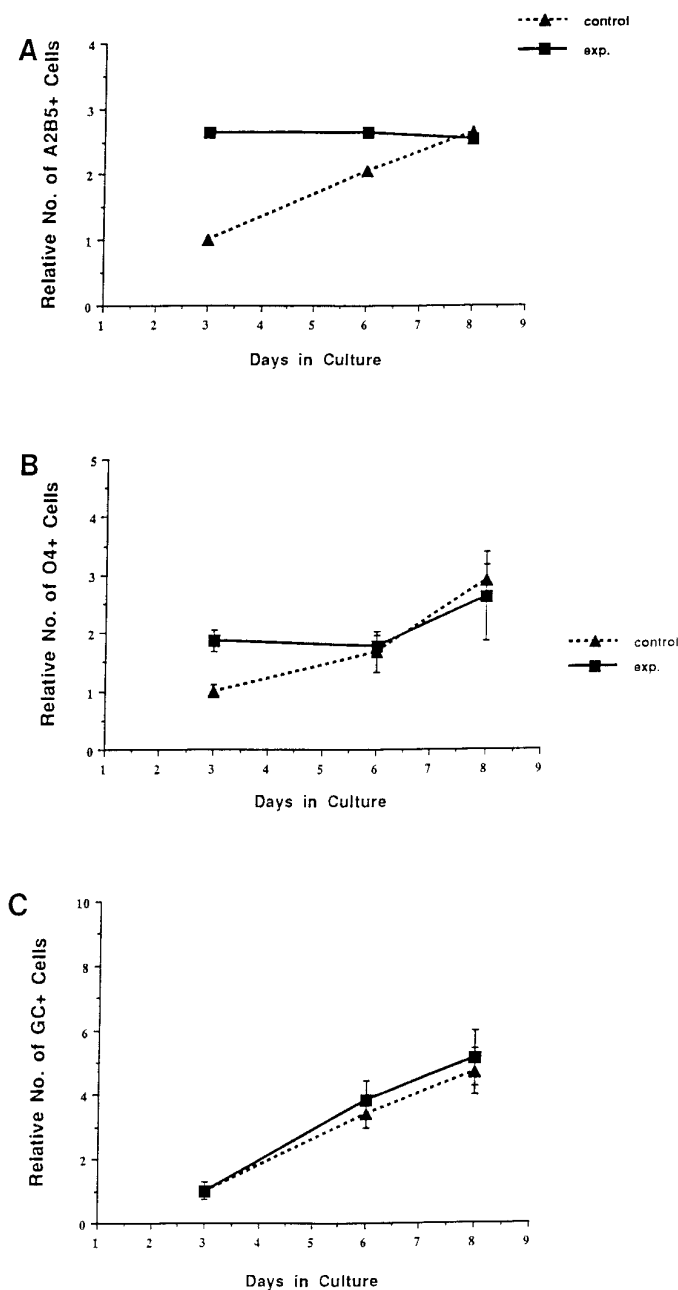 control
exp.
A
Relative No. of A2B5+ Cells
4
3
2
1
0
1 2 3 4 5 6 7 8 9
Days in Culture
B
Relative No. of O4+ Cells
5
4
3
2
1
0
1 2 3 4 5 6 7 8 9
Days in Culture
control
exp.
C
Relative No. of GC+ Cells
10
8
6
4
2
0
1 2 3 4 5 6 7 8 9
Days in Culture